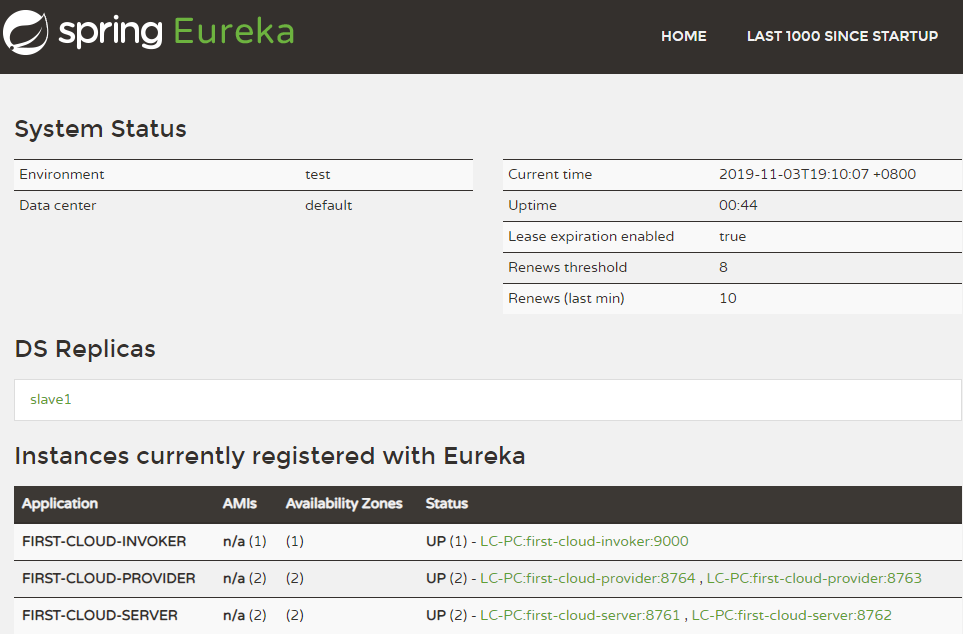 spring Eureka
HOME LAST 1000 SINCE STARTUP
System Status
Environment test
Data center default
Current time 2019-11-03T19:10:07 +0800
Uptime 00:44
Lease expiration enabled true
Renews threshold 8
Renews (last min) 10
DS Replicas
slave1
Instances currently registered with Eureka
Application AMIs Availability Zones Status
FIRST-CLOUD-INVOKER n/a (1) (1) UP (1) - LC-PC:first-cloud-invoker:9000
FIRST-CLOUD-PROVIDER n/a (2) (2) UP (2) - LC-PC:first-cloud-provider:8764 , LC-PC:first-cloud-provider:8763
FIRST-CLOUD-SERVER n/a (2) (2) UP (2) - LC-PC:first-cloud-server:8761 , LC-PC:first-cloud-server:8762